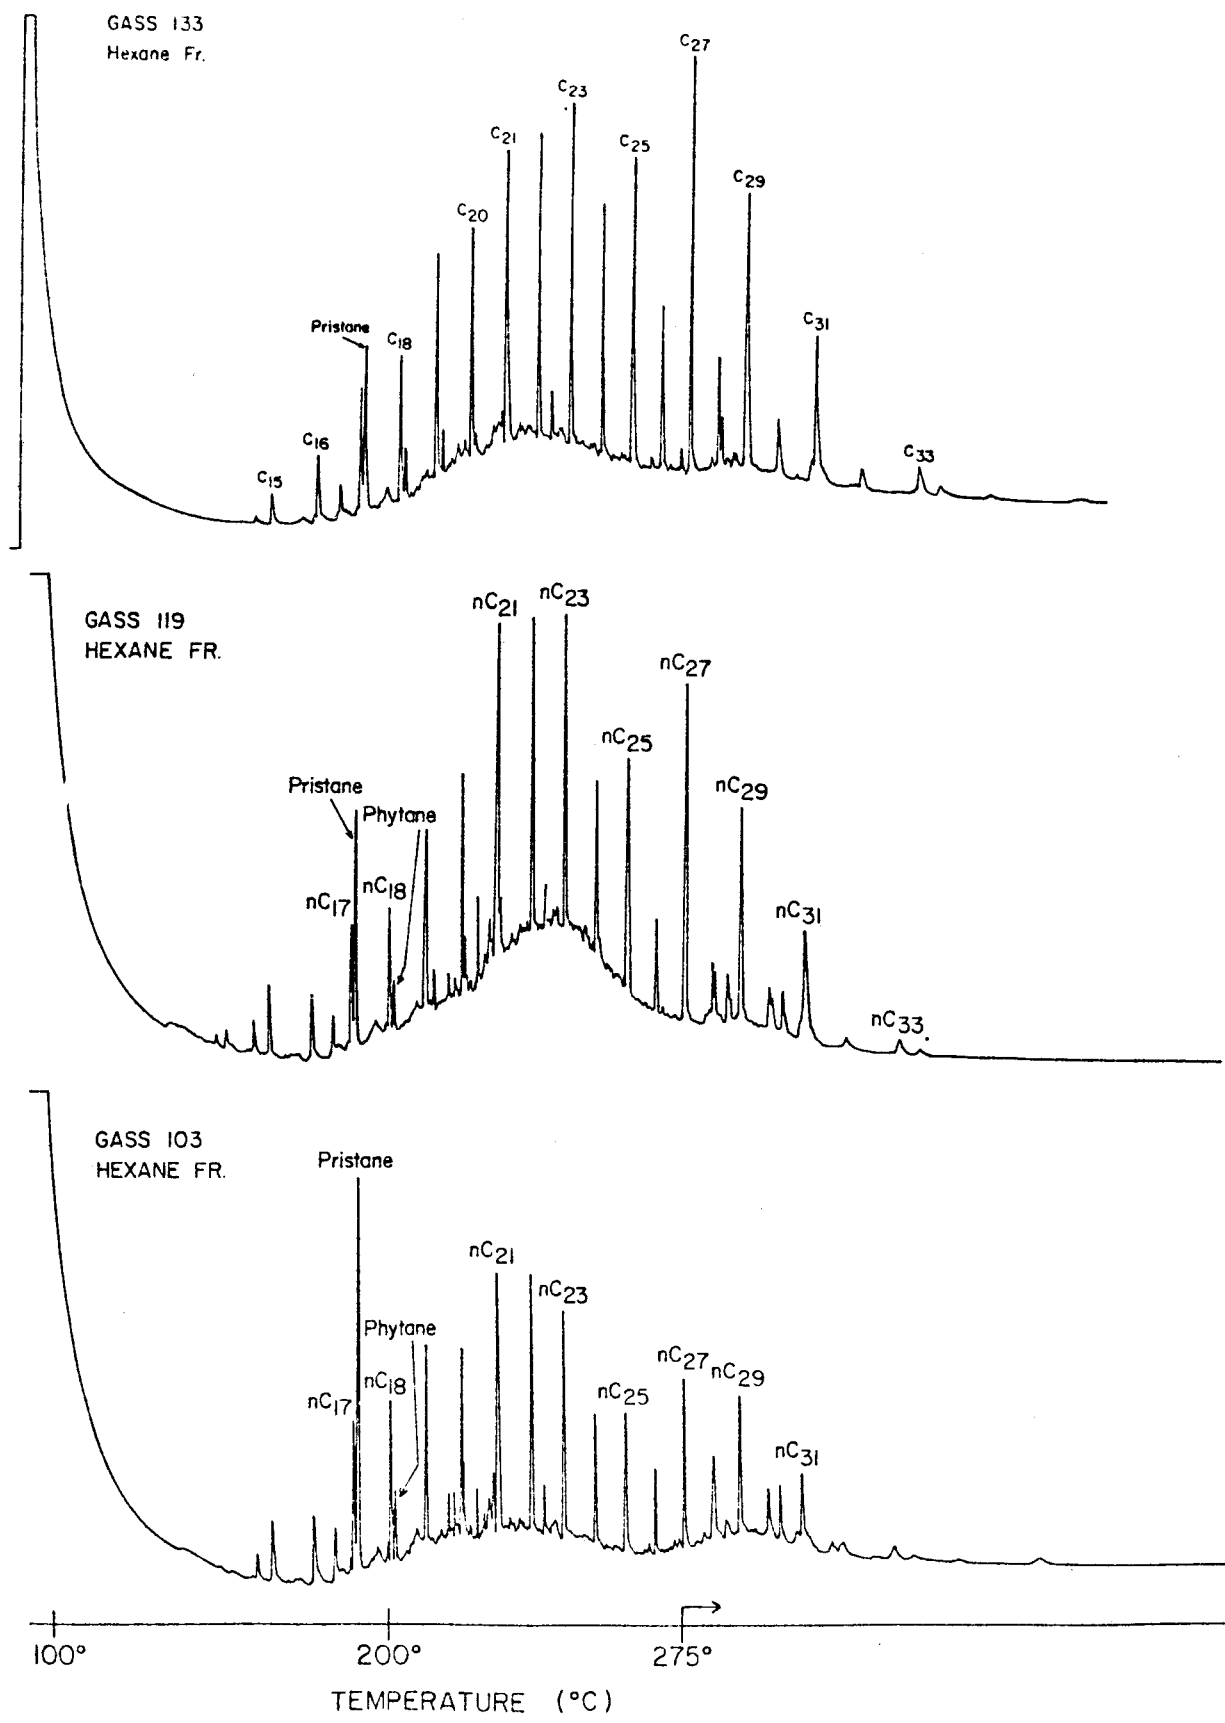 GASS 133
Hexane Fr.
C15
C16
Pristane
C18
C20
C21
C23
C25
C27
C29
C31
C33
GASS 119
HEXANE FR.
nC17
Pristane
nC18
Phytane
nC21
nC23
nC25
nC27
nC29
nC31
nC33
GASS 103
HEXANE FR.
nC17
Pristane
nC18
Phytane
nC21
nC23
nC25
nC27
nC29
nC31
100°
200°
275°
TEMPERATURE (°C)